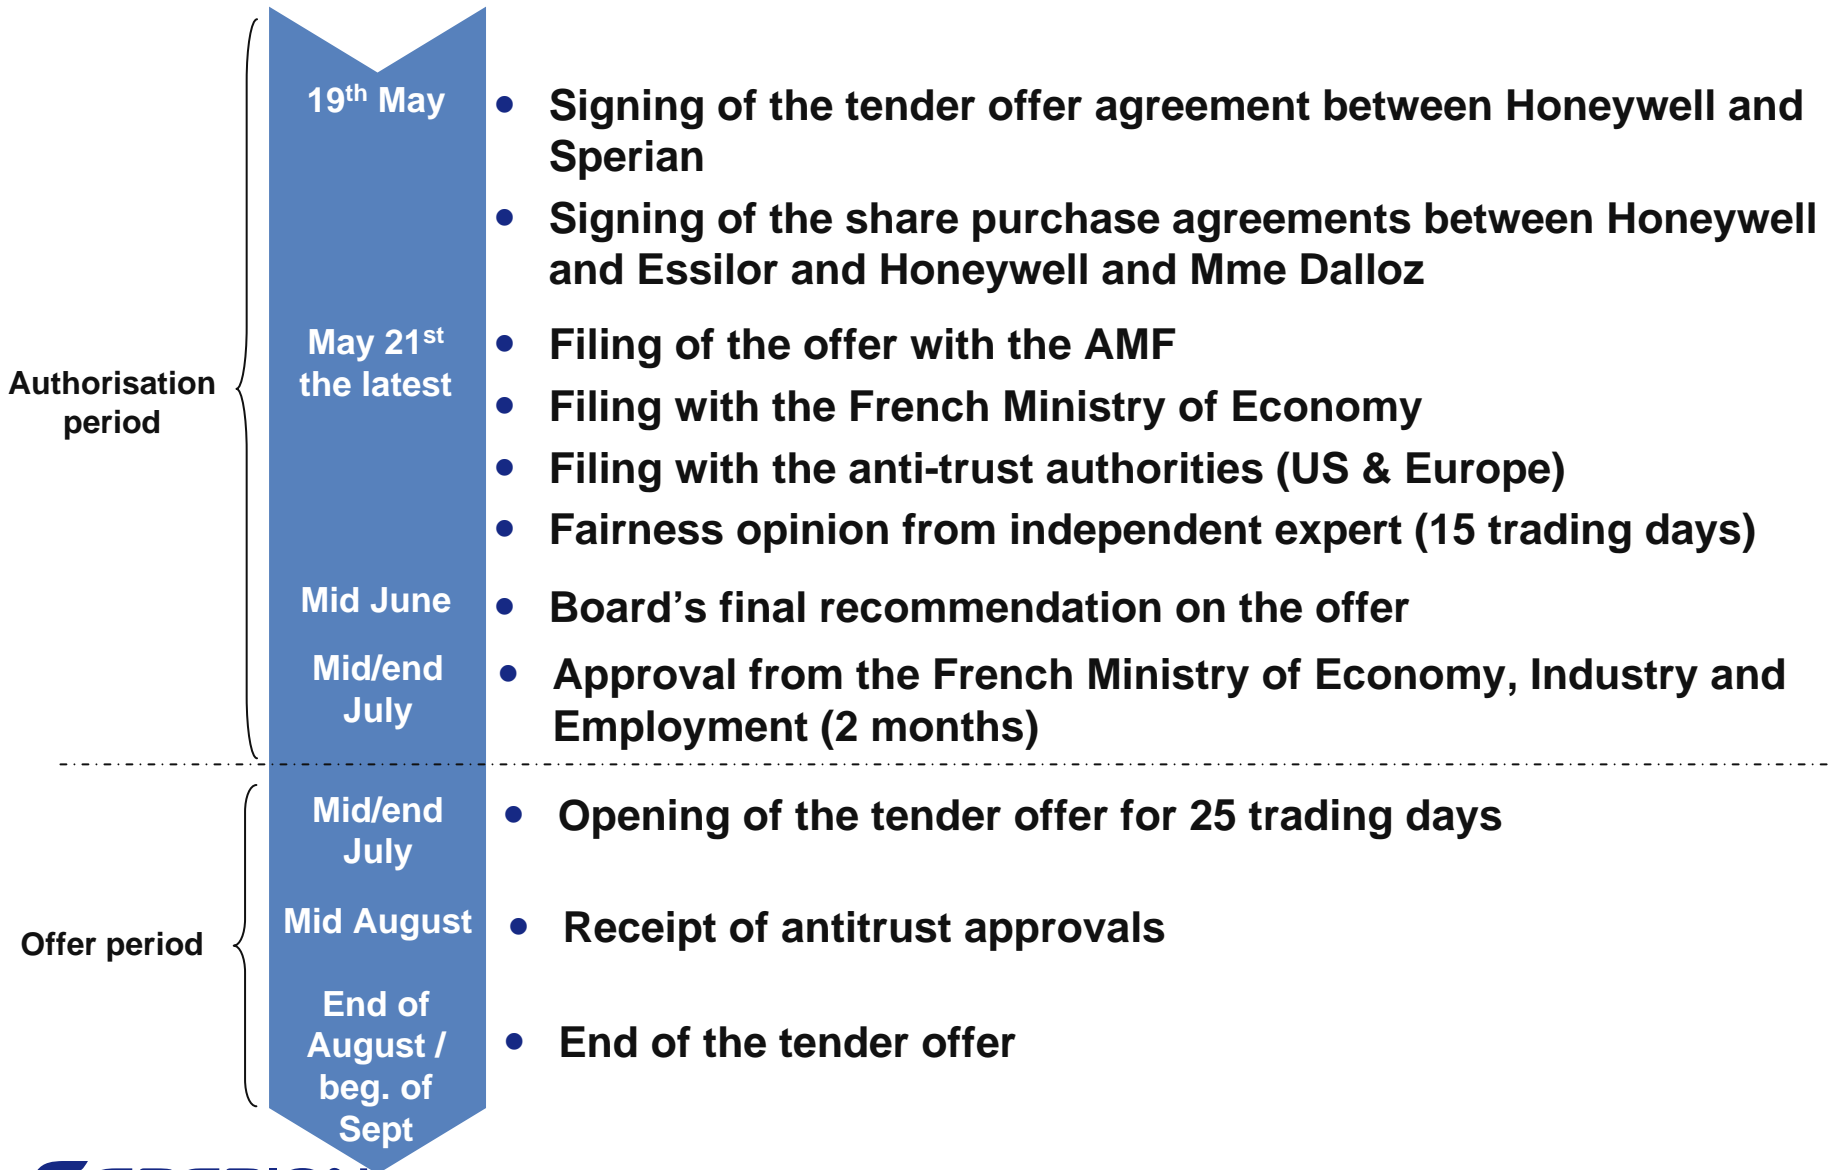 19th May
Signing of the tender offer agreement between Honeywell and
Sperian
Signing of the share purchase agreements between Honeywell
and Essilor and Honeywell and Mme Dalloz
Authorisation
period
May 21st
the latest
Filing of the offer with the AMF
Filing with the French Ministry of Economy
Filing with the anti-trust authorities (US & Europe)
Fairness opinion from independent expert (15 trading days)
Mid June
Board’s final recommendation on the offer
Mid/end
July
Approval from the French Ministry of Economy, Industry and
Employment (2 months)
Offer period
Mid/end
July
Opening of the tender offer for 25 trading days
Mid August
Receipt of antitrust approvals
End of
August /
beg. of
Sept
End of the tender offer